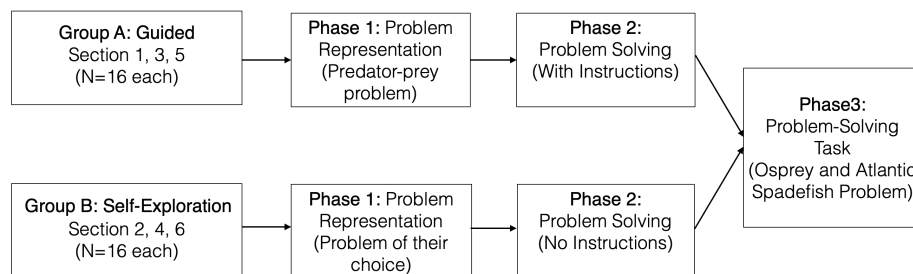 Group A: Guided
Section 1, 3, 5
(N=16 each)
Phase 1: Problem
Representation
(Predator-prey
problem)
Phase 2:
Problem Solving
(With Instructions)
Phase3:
Problem-Solving
Task
(Osprey and Atlantic
Spadefish Problem)
Group B: Self-Exploration
Section 2, 4, 6
(N=16 each)
Phase 1: Problem
Representation
(Problem of their
choice)
Phase 2:
Problem Solving
(No Instructions)